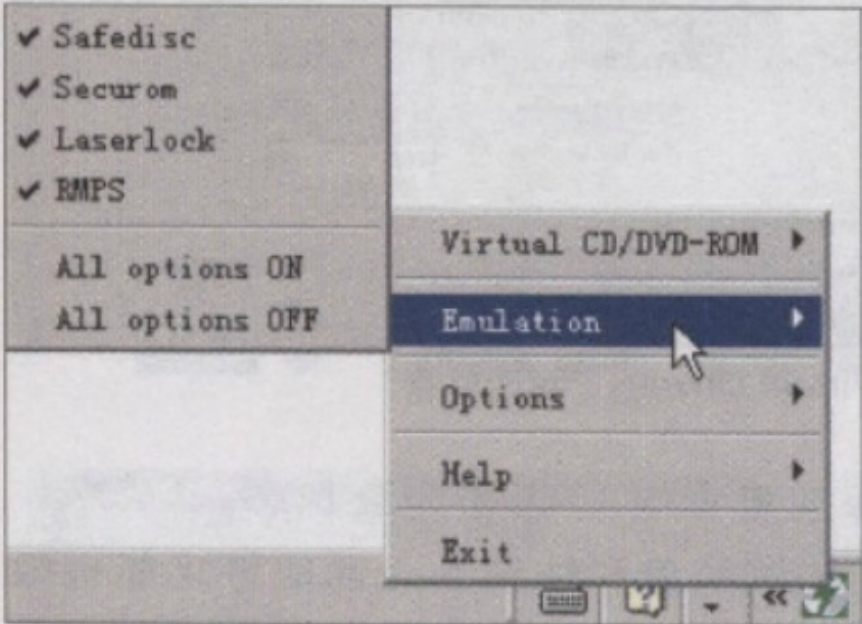 Safedisc
Securom
Laserlock
RMPS
All options ON
All options OFF
Virtual CD/DVD-ROM
Emulation
Options
Help
Exit